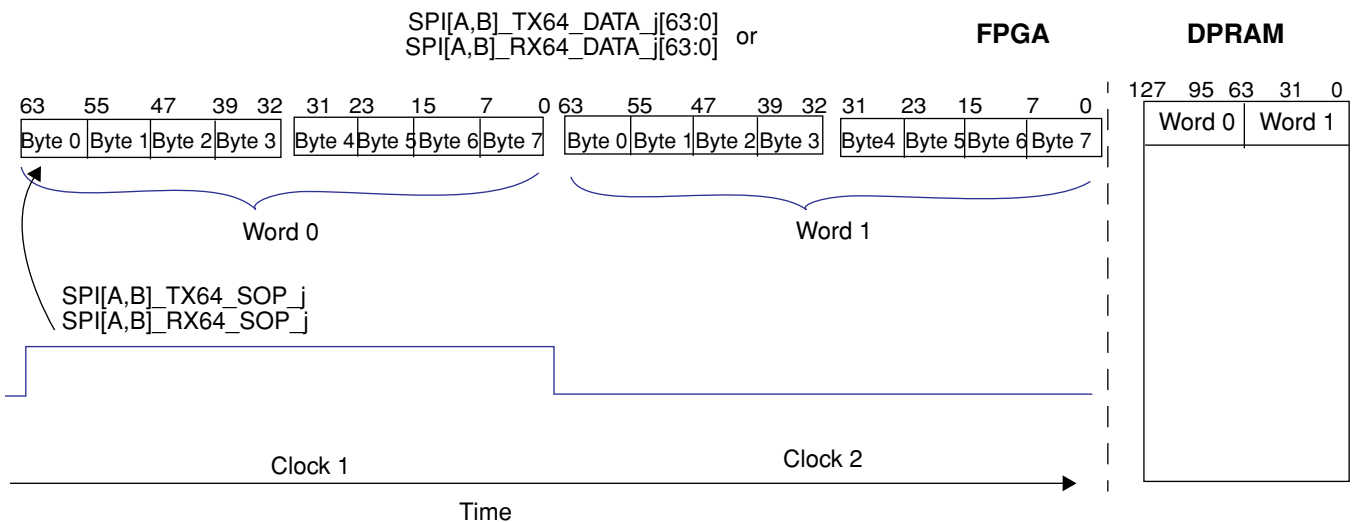 SPI[A,B]_TX64_DATA_j[63:0] or
SPI[A,B]_RX64_DATA_j[63:0]
FPGA DPRAM
63 55 47 39 32 31 23 15 7 0 63 55 47 39 32 31 23 15 7 0 127 95 63 31 0
Byte 0 Byte 1 Byte 2 Byte 3 Byte 4 Byte 5 Byte 6 Byte 7 Byte 0 Byte 1 Byte 2 Byte 3 Byte4 Byte 5 Byte 6 Byte 7 Word 0 Word 1
Word 0 Word 1
SPI[A,B]_TX64_SOP_j
SPI[A,B]_RX64_SOP_j
Clock 1 Clock 2
Time